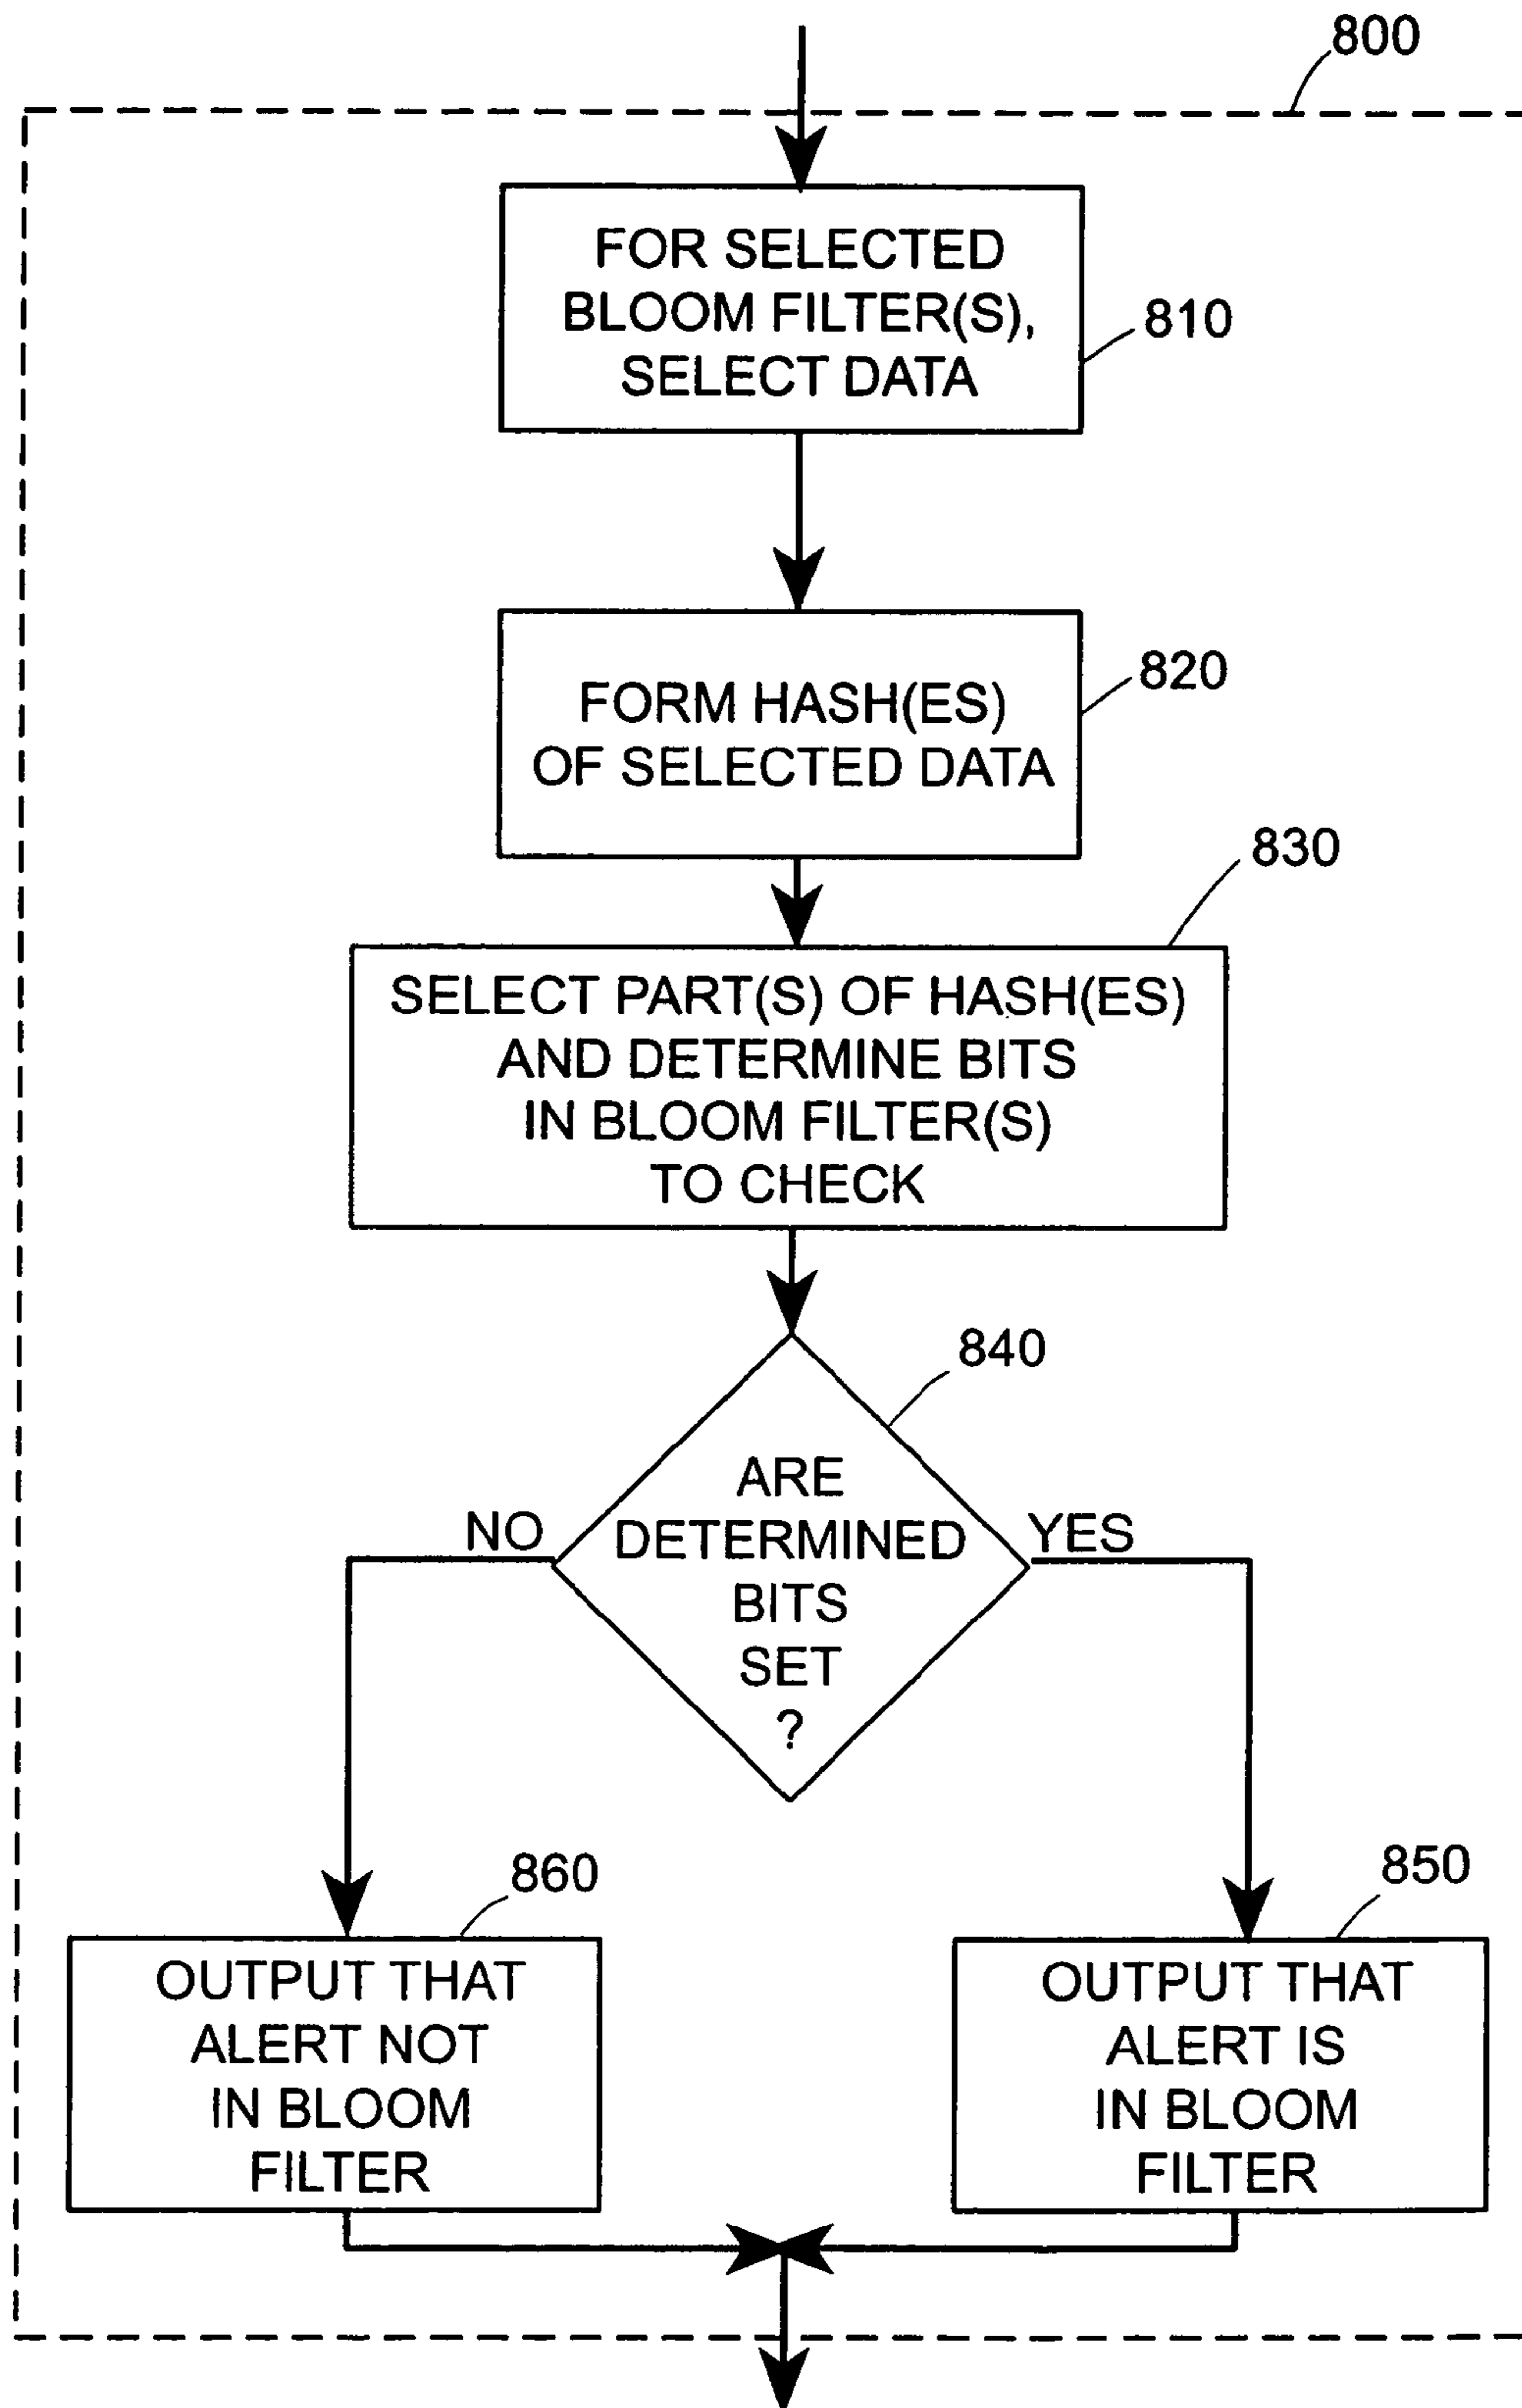 800
FOR SELECTED
BLOOM FILTER(S),
SELECT DATA
810
FORM HASH(ES)
OF SELECTED DATA
820
830
SELECT PART(S) OF HASH(ES)
AND DETERMINE BITS
IN BLOOM FILTER(S)
TO CHECK
840
ARE
DETERMINED
BITS
SET
?
NO
YES
860
OUTPUT THAT
ALERT NOT
IN BLOOM
FILTER
850
OUTPUT THAT
ALERT IS
IN BLOOM
FILTER